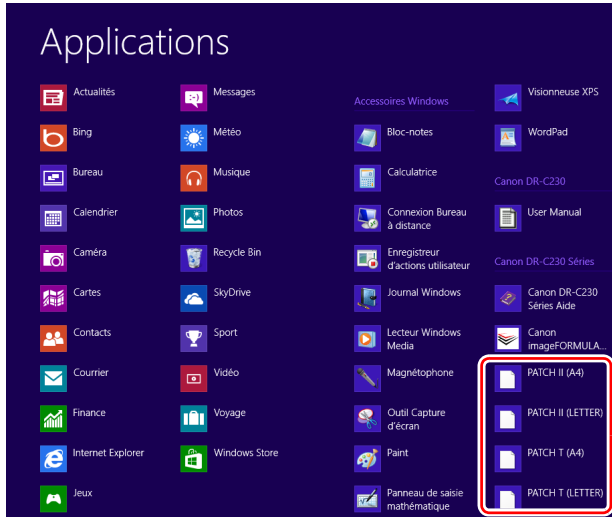 Applications
Actualités
Bing
Bureau
Calendrier
Caméra
Cartes
Contacts
Courrier
Finance
Internet Explorer
Jeux
Messages
Météo
Musique
Photos
Recycle Bin
SkyDrive
Sport
Vidéo
Voyage
Windows Store
Accessoires Windows
Bloc-notes
Calculatrice
Connexion Bureau
à distance
Enregistreur
d'actions utilisateur
Journal Windows
Lecteur Windows
Media
Magnétophone
Outil Capture
d'écran
Paint
Panneau de saisie
mathématique
Visionneuse XPS
WordPad
Canon DR-C230
User Manual
Canon DR-C230 Séries
Canon DR-C230
Séries Aide
Canon
imageFORMULA...
PATCH II (A4)
PATCH II (LETTER)
PATCH T (A4)
PATCH T (LETTER)